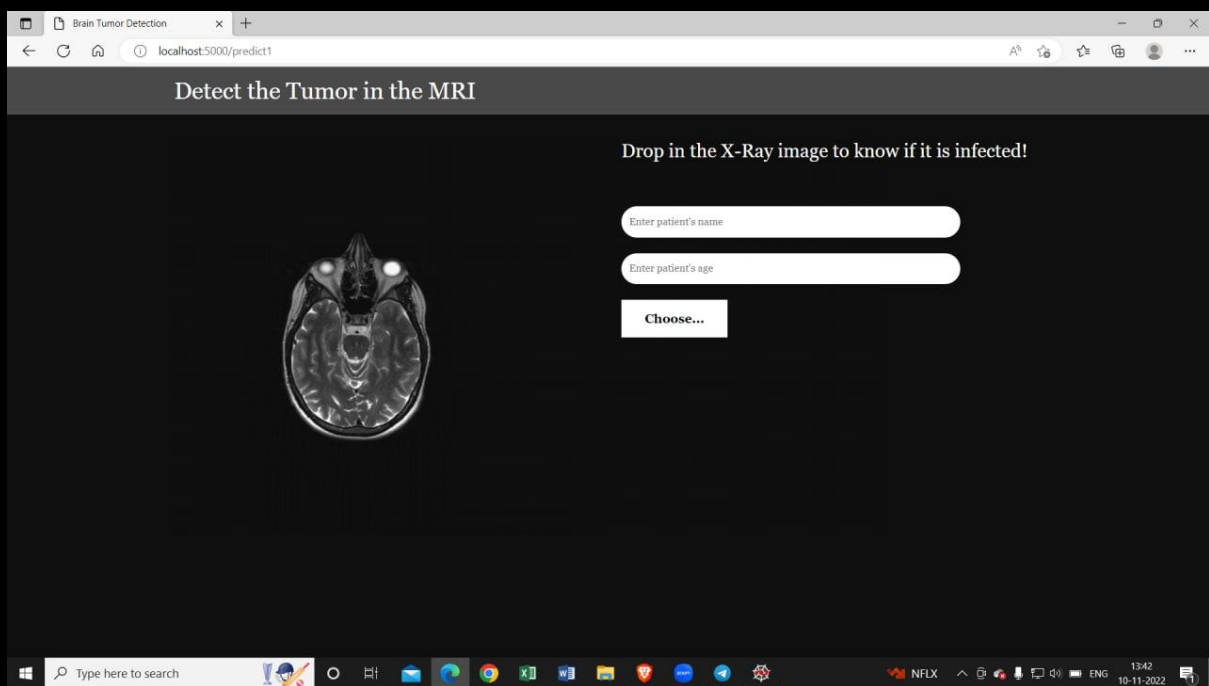 Brain Tumor Detection
localhost:5000/predict1
Detect the Tumor in the MRI
Drop in the X-Ray image to know if it is infected!
Enter patient's name
Enter patient's age
Choose...
Type here to search
NFLX
ENG
13:42
10-11-2022
1